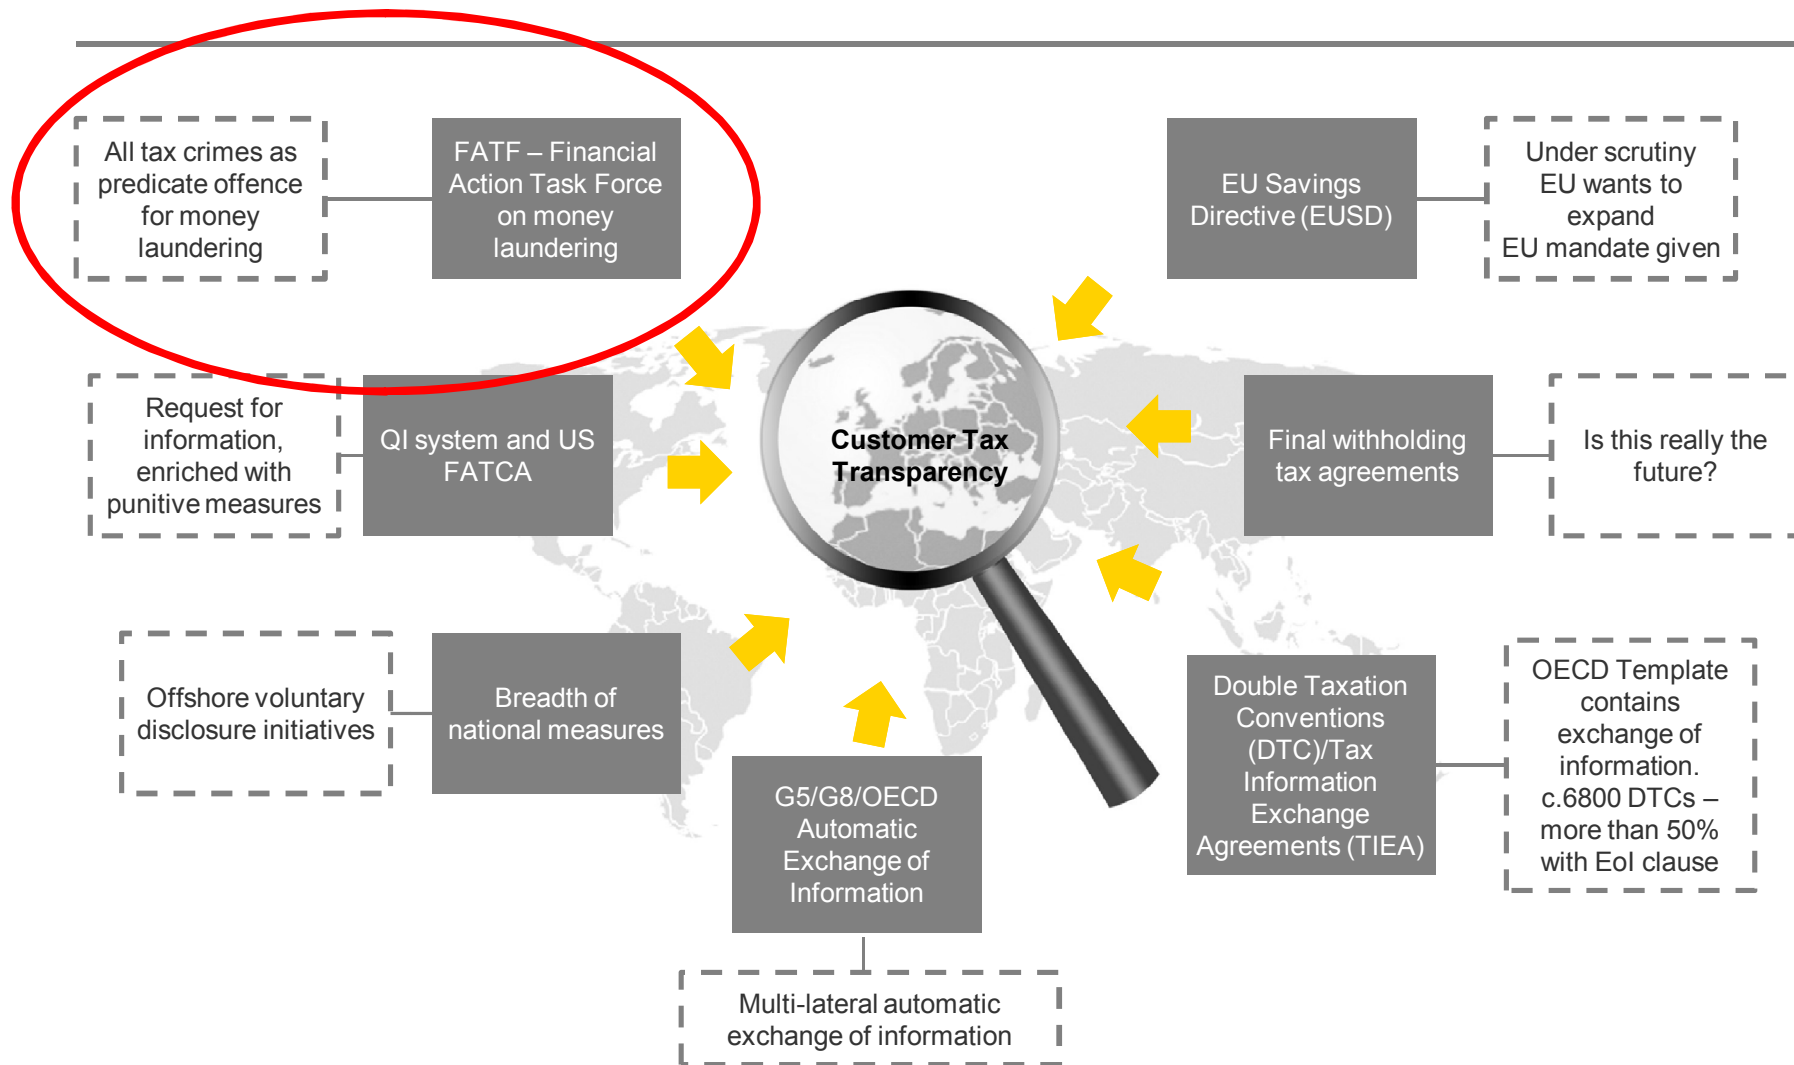 All tax crimes as
predicate offence
for money
laundering
FATF – Financial
Action Task Force
on money
laundering
EU Savings
Directive (EUSD)
Under scrutiny
EU wants to
expand
EU mandate given
Request for
information,
enriched with
punitive measures
QI system and US
FATCA
Customer Tax
Transparency
Final withholding
tax agreements
Is this really the
future?
Offshore voluntary
disclosure initiatives
Breadth of
national measures
G5/G8/OECD
Automatic
Exchange of
Information
Multi-lateral automatic
exchange of information
Double Taxation
Conventions
(DTC)/Tax
Information
Exchange
Agreements (TIEA)
OECD Template
contains
exchange of
information.
c.6800 DTCs –
more than 50%
with EoI clause